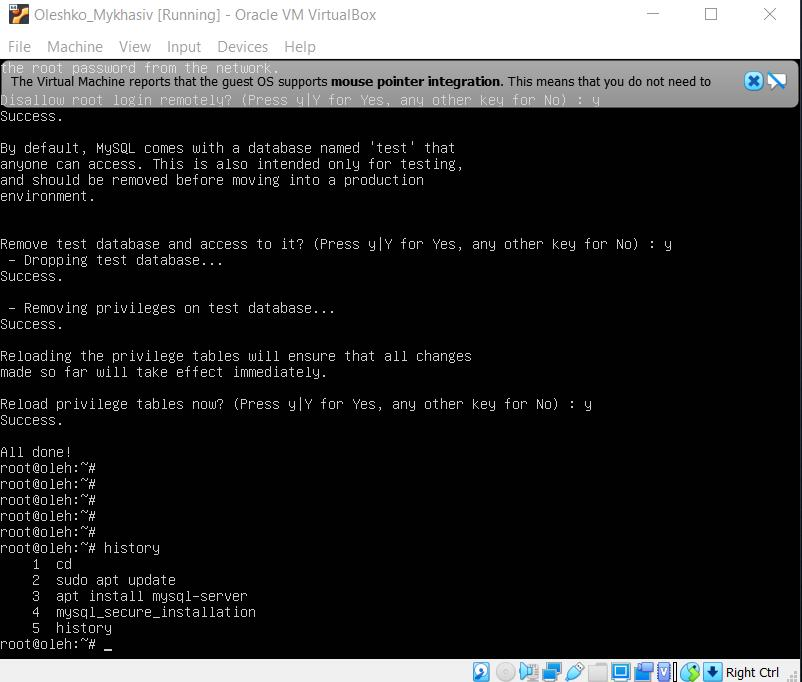 Oleshko_Mykhasiv [Running] - Oracle VM VirtualBox
File Machine View Input Devices Help
the root password from the network.
The Virtual Machine reports that the guest OS supports mouse pointer integration. This means that you do not need to
Disallow root login remotely? (Press y|Y for Yes, any other key for No) : y
Success.
By default, MySQL comes with a database named 'test' that
anyone can access. This is also intended only for testing,
and should be removed before moving into a production
environment.
Remove test database and access to it? (Press y|Y for Yes, any other key for No) : y
- Dropping test database...
Success.
- Removing privileges on test database...
Success.
Reloading the privilege tables will ensure that all changes
made so far will take effect immediately.
Reload privilege tables now? (Press y|Y for Yes, any other key for No) : y
Success.
All done!
root@oleh:~#
root@oleh:~#
root@oleh:~#
root@oleh:~#
root@oleh:~#
root@oleh:~# history
1 cd
2 sudo apt update
3 apt install mysql-server
4 mysql_secure_installation
5 history
root@oleh:~# _
Right Ctrl